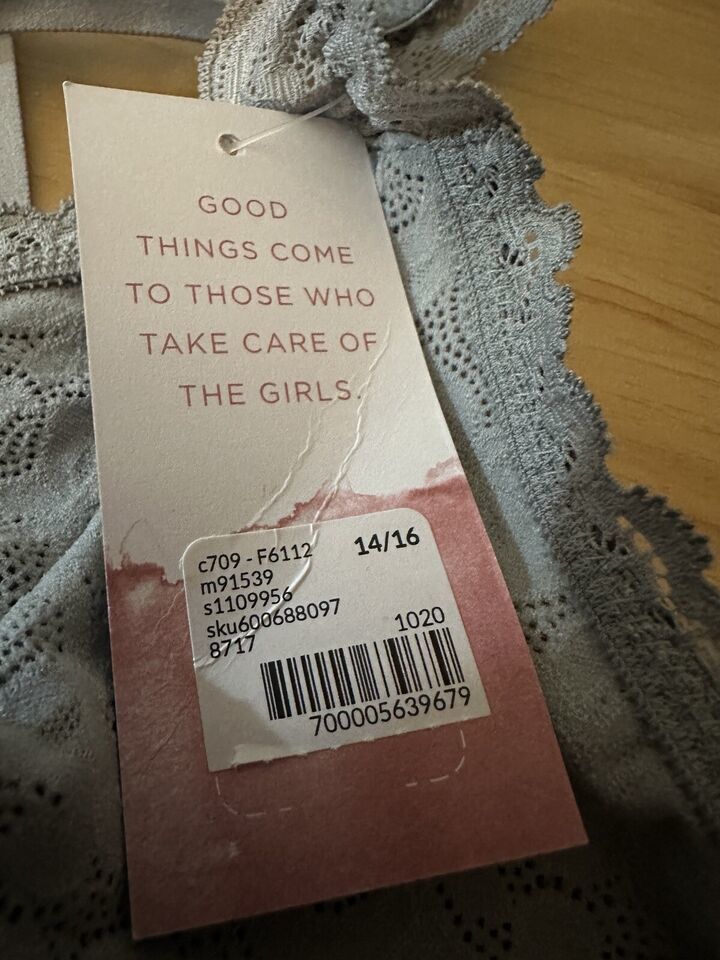 GOOD
THINGS COME
TO THOSE WHO
TAKE CARE OF
THE GIRLS.
c709 - F6112 14/16
m91539
s1109956
sku600688097
8717 1020
700005639679